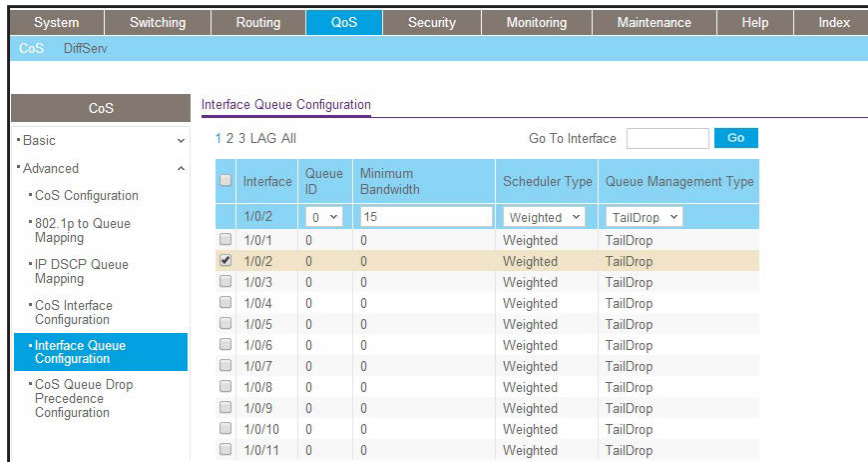 System Switching Routing QoS Security Monitoring Maintenance Help Index
CoS DiffServ
CoS
Basic
Advanced
CoS Configuration
802.1p to Queue
Mapping
IP DSCP Queue
Mapping
CoS Interface
Configuration
Interface Queue
Configuration
CoS Queue Drop
Precedence
Configuration
Interface Queue Configuration
1 2 3 LAG All Go To Interface Go
Interface Queue ID Minimum Bandwidth Scheduler Type Queue Management Type
1/0/2 0 15 Weighted TailDrop
1/0/1 0 0 Weighted TailDrop
1/0/2 0 0 Weighted TailDrop
1/0/3 0 0 Weighted TailDrop
1/0/4 0 0 Weighted TailDrop
1/0/5 0 0 Weighted TailDrop
1/0/6 0 0 Weighted TailDrop
1/0/7 0 0 Weighted TailDrop
1/0/8 0 0 Weighted TailDrop
1/0/9 0 0 Weighted TailDrop
1/0/10 0 0 Weighted TailDrop
1/0/11 0 0 Weighted TailDrop